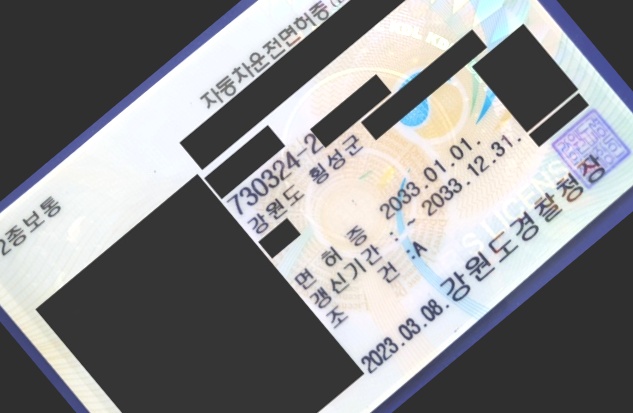 자동차운전면허증
2종보통
730324-2
강원도 횡성군
면 허 증 2033.01.01.
갱신기간 : ~ 2033.12.31.
조 건 :A
2023.03.08. 강원도경찰청장